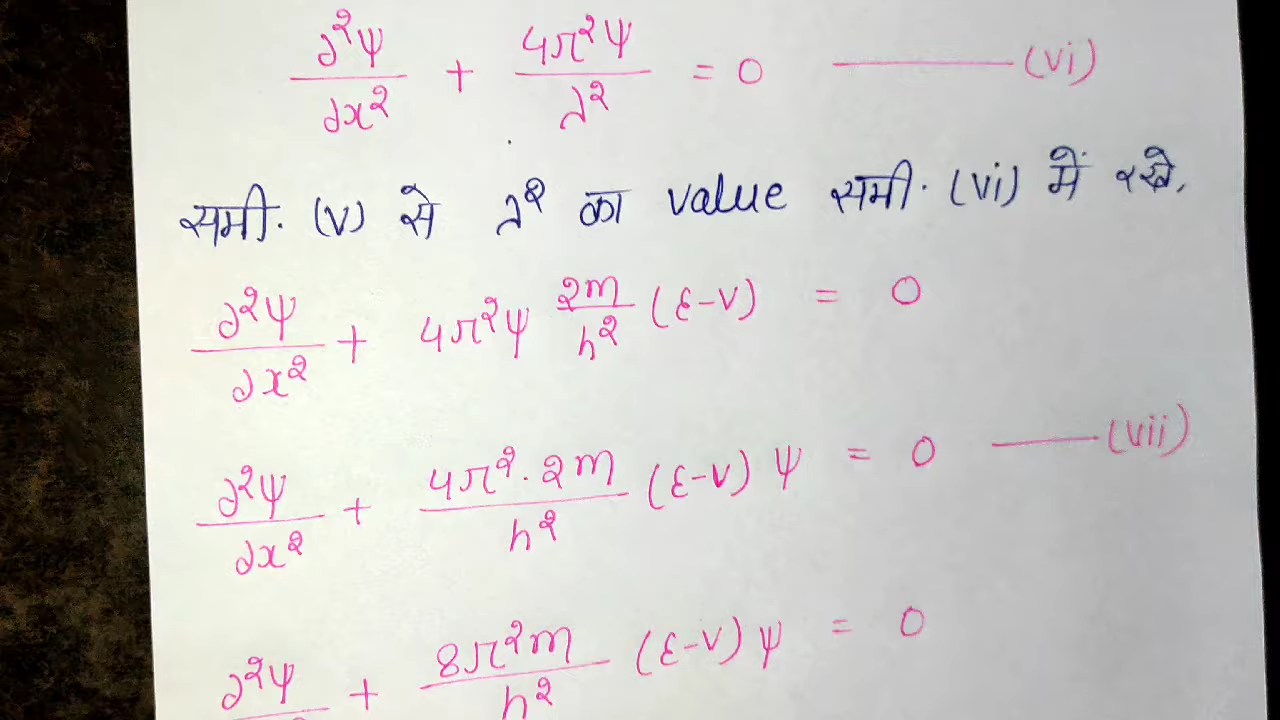 ∂²ψ/∂x² + 4π²ψ/λ² = 0 ——— (vi)
समी. (v) से λ² का value समी. (vi) में रखे,
∂²ψ/∂x² + 4π²ψ 2m/h² (E-V) = 0
∂²ψ/∂x² + 4π².2m/h² (E-V) ψ = 0 ——— (vii)
∂²ψ + 8π²m/h² (E-V) ψ = 0